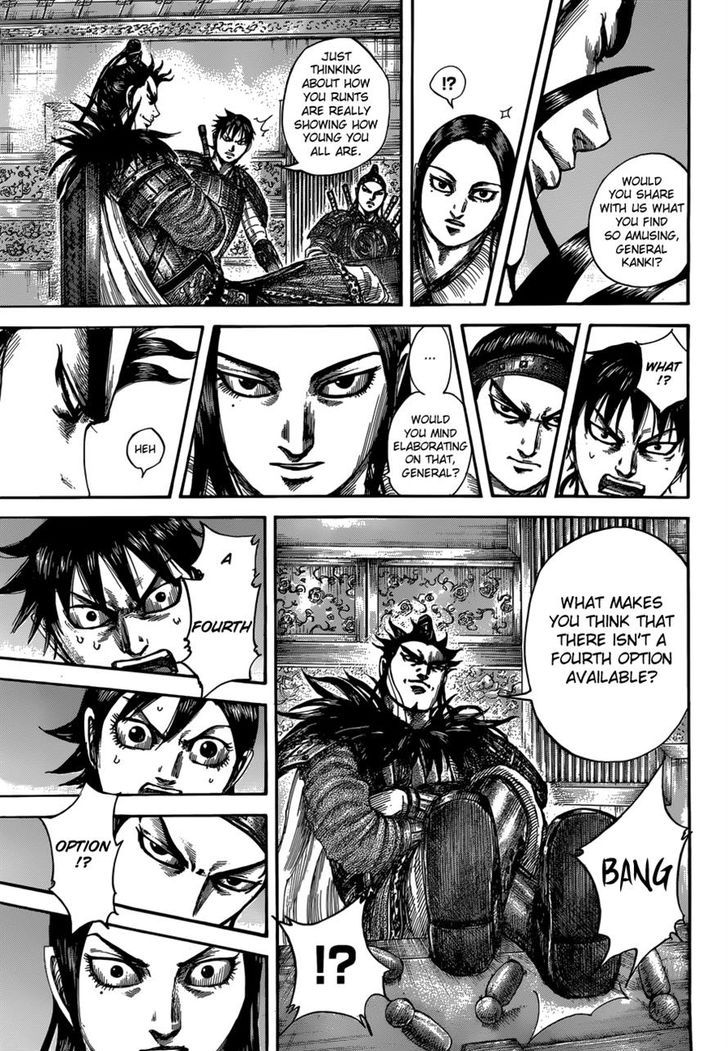 WOULD
YOU SHARE
WITH US WHAT
YOU FIND
SO AMUSING,
GENERAL
KANKI?
!?
JUST
THINKING
ABOUT HOW
YOU RUNTS
ARE REALLY
SHOWING HOW
YOUNG YOU
ALL ARE.
WHAT
!?
...
WOULD
YOU MIND
ELABORATING
ON THAT,
GENERAL?
HEH
WHAT MAKES
YOU THINK THAT
THERE ISN'T A
FOURTH OPTION
AVAILABLE?
BANG
!?
A
FOURTH
OPTION
!?